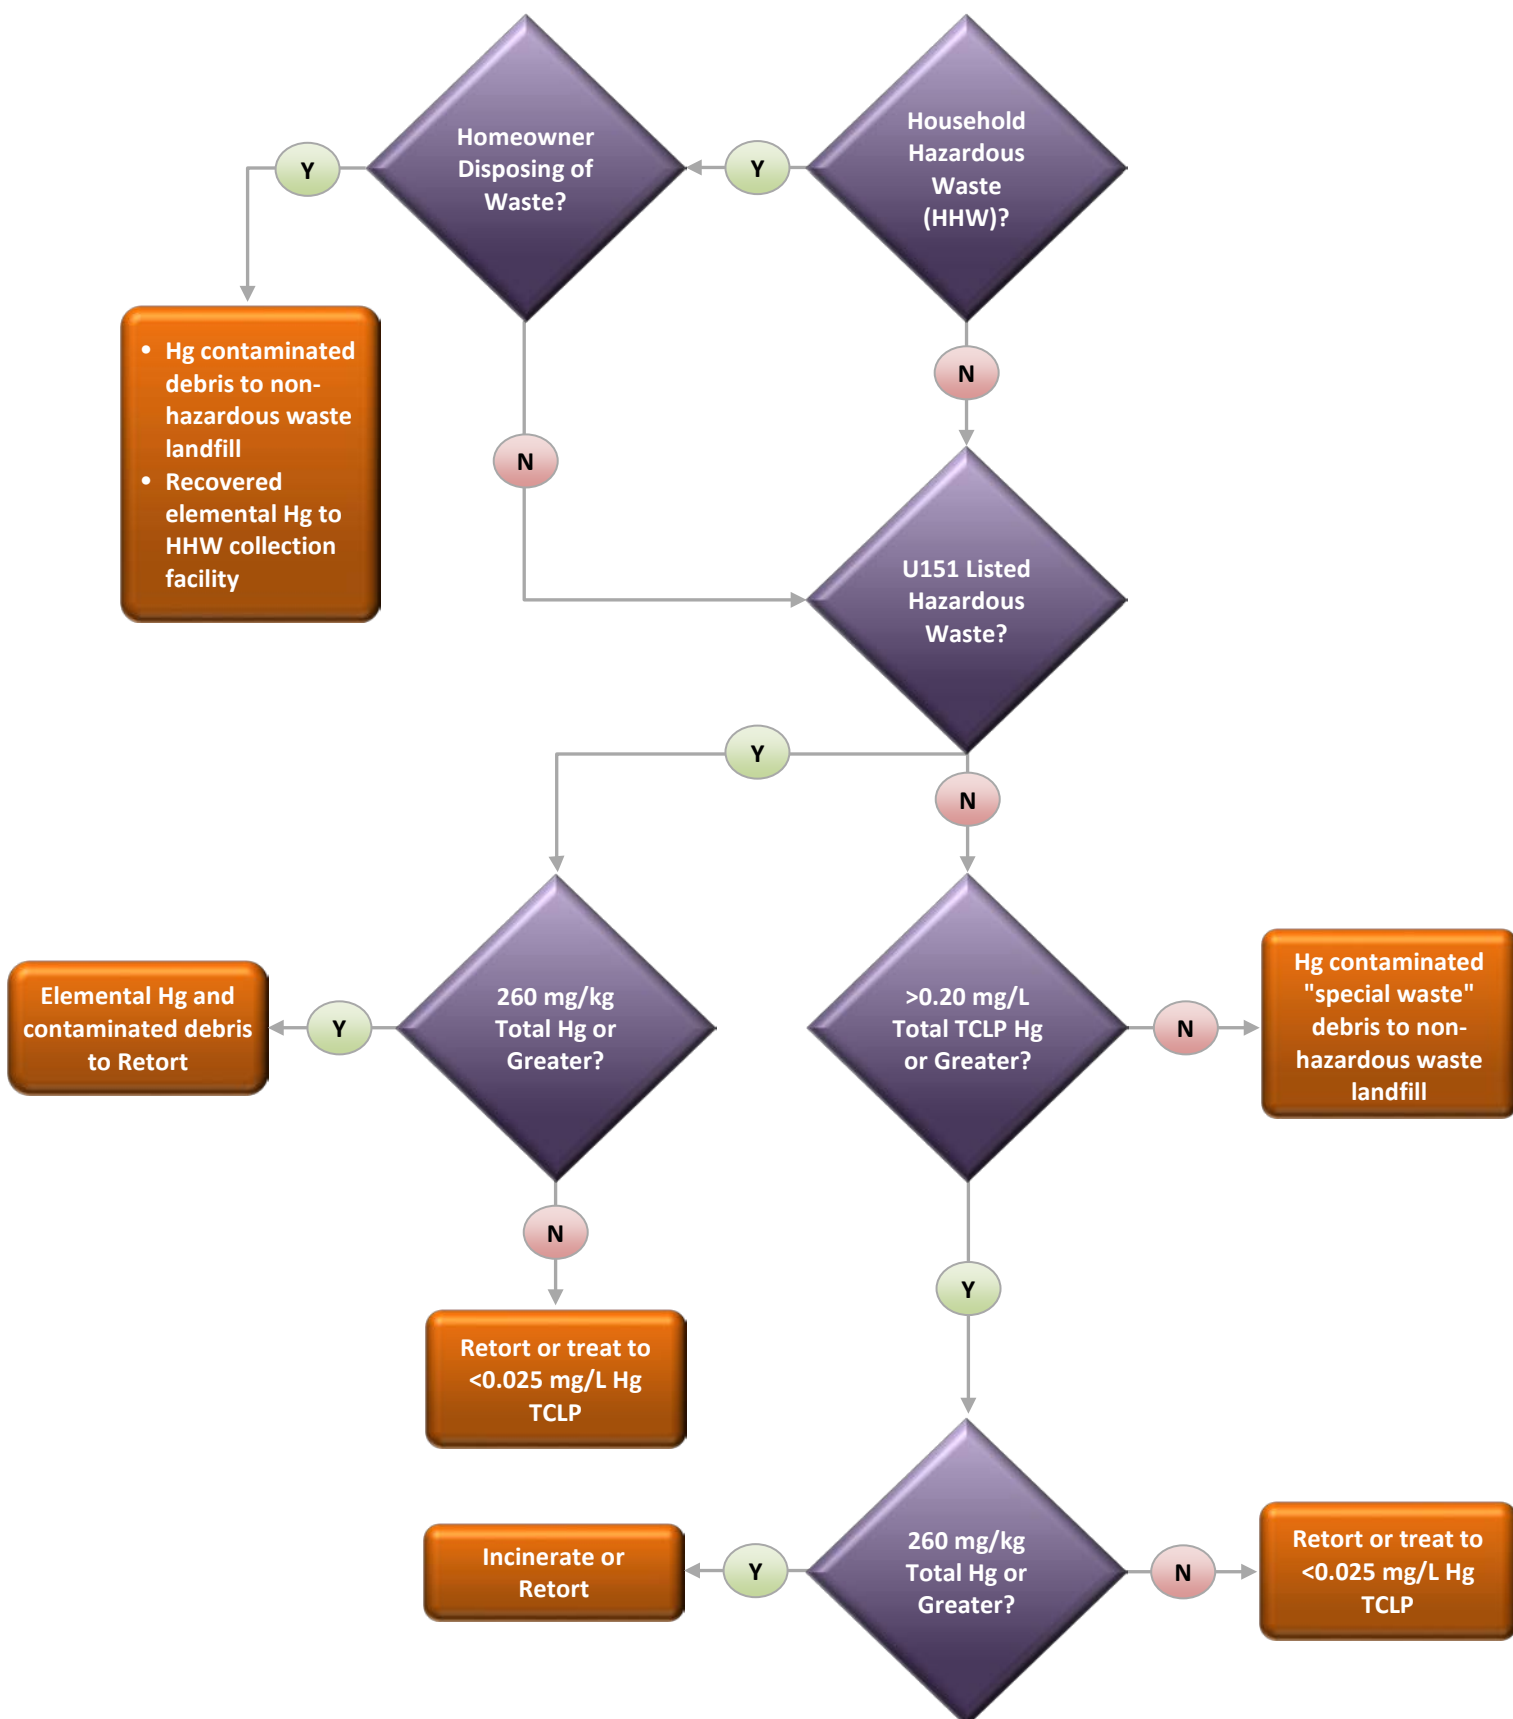 Homeowner
Disposing of
Waste?
Household
Hazardous
Waste
(HHW)?
Y
Y
• Hg contaminated
debris to non-
hazardous waste
landfill
• Recovered
elemental Hg to
HHW collection
facility
N
N
U151 Listed
Hazardous
Waste?
Y
N
Elemental Hg and
contaminated debris
to Retort
Y
260 mg/kg
Total Hg or
Greater?
>0.20 mg/L
Total TCLP Hg
or Greater?
N
Hg contaminated
"special waste"
debris to non-
hazardous waste
landfill
N
Y
Retort or treat to
<0.025 mg/L Hg
TCLP
Incinerate or
Retort
Y
260 mg/kg
Total Hg or
Greater?
N
Retort or treat to
<0.025 mg/L Hg
TCLP